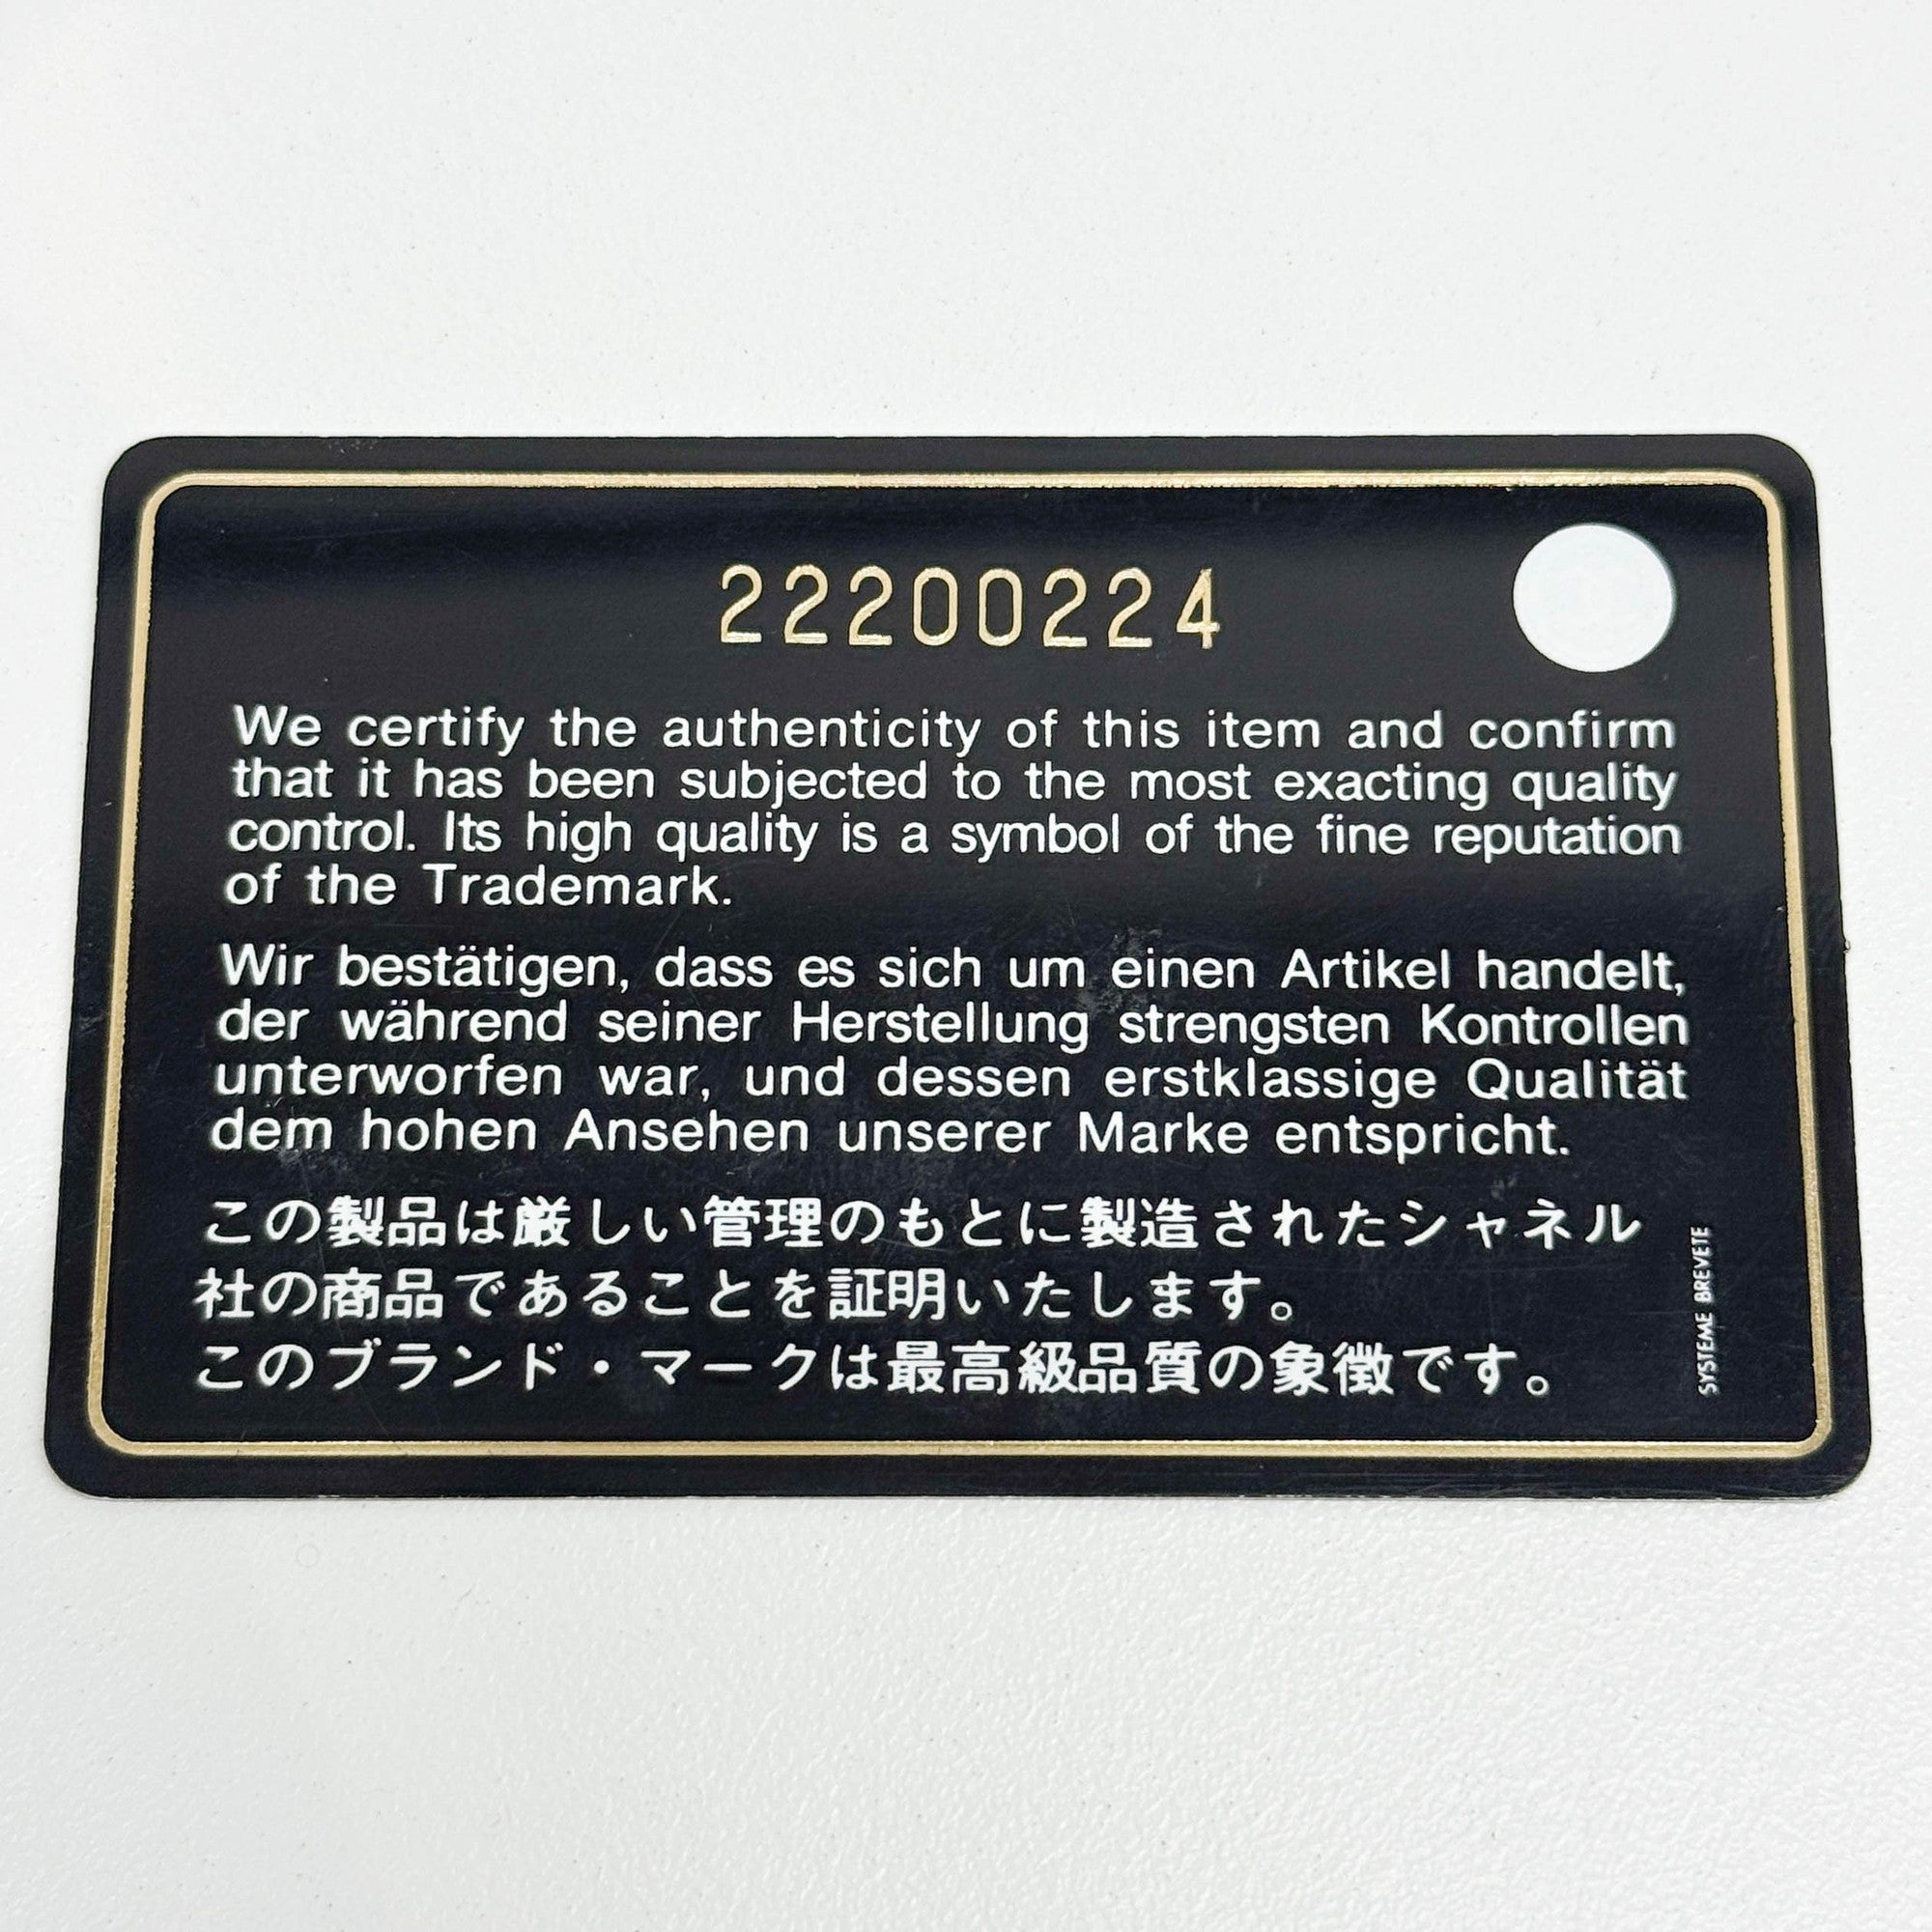 22200224
We certify the authenticity of this item and confirm
that it has been subjected to the most exacting quality
control. Its high quality is a symbol of the fine reputation
of the Trademark.
Wir bestätigen, dass es sich um einen Artikel handelt,
der während seiner Herstellung strengsten Kontrollen
unterworfen war, und dessen erstklassige Qualität
dem hohen Ansehen unserer Marke entspricht.
この製品は厳しい管理のもとに製造されたシャネル
社の商品であることを証明いたします。
このブランド・マークは最高級品質の象徴です。
SYSTEME BREVETE